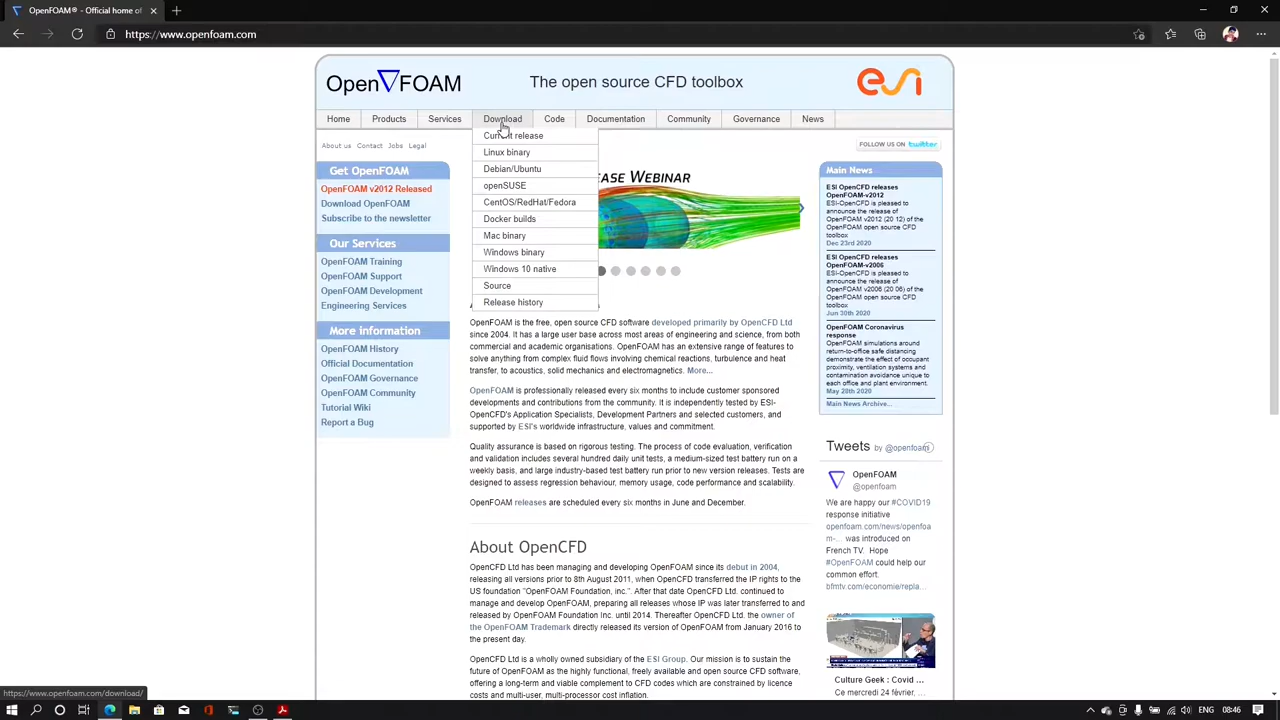 OpenFOAM® - Official home of
https://www.openfoam.com
Open FOAM
The open source CFD toolbox
esi
Home
Products
Services
Download
Code
Documentation
Community
Governance
News
About us
Contact
Jobs
Legal
FOLLOW US ON twitter
Current release
Linux binary
Debian/Ubuntu
openSUSE
CentOS/RedHat/Fedora
Docker builds
Mac binary
Windows binary
Windows 10 native
Source
Release history
Get OpenFOAM
OpenFOAM v2012 Released
Download OpenFOAM
Subscribe to the newsletter
Our Services
OpenFOAM Training
OpenFOAM Support
OpenFOAM Development
Engineering Services
More information
OpenFOAM History
Official Documentation
OpenFOAM Governance
OpenFOAM Community
Tutorial Wiki
Report a Bug
EASE WEBINAR
OpenFOAM is the free, open source CFD software developed primarily by OpenCFD Ltd
since 2004. It has a large user base across most areas of engineering and science, from both
commercial and academic organisations. OpenFOAM has an extensive range of features to
solve anything from complex fluid flows involving chemical reactions, turbulence and heat
transfer, to acoustics, solid mechanics and electromagnetics. More...
OpenFOAM is professionally released every six months to include customer sponsored
developments and contributions from the community. It is independently tested by ESI-
OpenCFD's Application Specialists, Development Partners and selected customers, and
supported by ESI's worldwide infrastructure, values and commitment.
Quality assurance is based on rigorous testing. The process of code evaluation, verification
and validation includes several hundred daily unit tests, a medium-sized test battery run on a
weekly basis, and large industry-based test battery run prior to new version releases. Tests are
designed to assess regression behaviour, memory usage, code performance and scalability.
OpenFOAM releases are scheduled every six months in June and December.
About OpenCFD
OpenCFD Ltd has been managing and developing OpenFOAM since its debut in 2004,
releasing all versions prior to 8th August 2011, when OpenCFD transferred the IP rights to the
US foundation "OpenFOAM Foundation, inc.". After that date OpenCFD Ltd. continued to
manage and develop OpenFOAM, preparing all releases whose IP was later transferred to and
released by OpenFOAM Foundation Inc. until 2014. Thereafter OpenCFD Ltd. the owner of
the OpenFOAM Trademark directly released its version of OpenFOAM from January 2016 to
the present day.
OpenCFD Ltd is a wholly owned subsidiary of the ESI Group. Our mission is to sustain the
future of OpenFOAM as the highly functional, freely available and open source CFD software,
offering a long-term and viable complement to CFD codes which are constrained by licence
costs and multi-user, multi-processor cost inflation.
Main News
ESI OpenCFD releases
OpenFOAM-v2012
ESI-OpenCFD is pleased to
announce the release of
OpenFOAM v2012 (20 12) of the
OpenFOAM open source CFD
toolbox
Dec 23rd 2020
ESI OpenCFD releases
OpenFOAM-v2006
ESI-OpenCFD is pleased to
announce the release of
OpenFOAM v2006 (20 06) of the
OpenFOAM open source CFD
toolbox
Jun 30th 2020
OpenFOAM Coronavirus
response
OpenFOAM simulations around
return-to-office safe distancing
demonstrate the effect of occupant
proximity, ventilation systems and
contamination avoidance unique to
each office and plant environment.
May 20th 2020
Main News Archive...
Tweets by @openfoam
OpenFOAM
@openfoam
We are happy our #COVID19
response initiative
openfoam.com/news/openfoa
m-... was introduced on
French TV. Hope
#OpenFOAM could help our
common effort.
bfmtv.com/economie/repla...
Culture Geek : Covid ...
Ce mercredi 24 février, ...
https://www.openfoam.com/download/
ENG
08:46